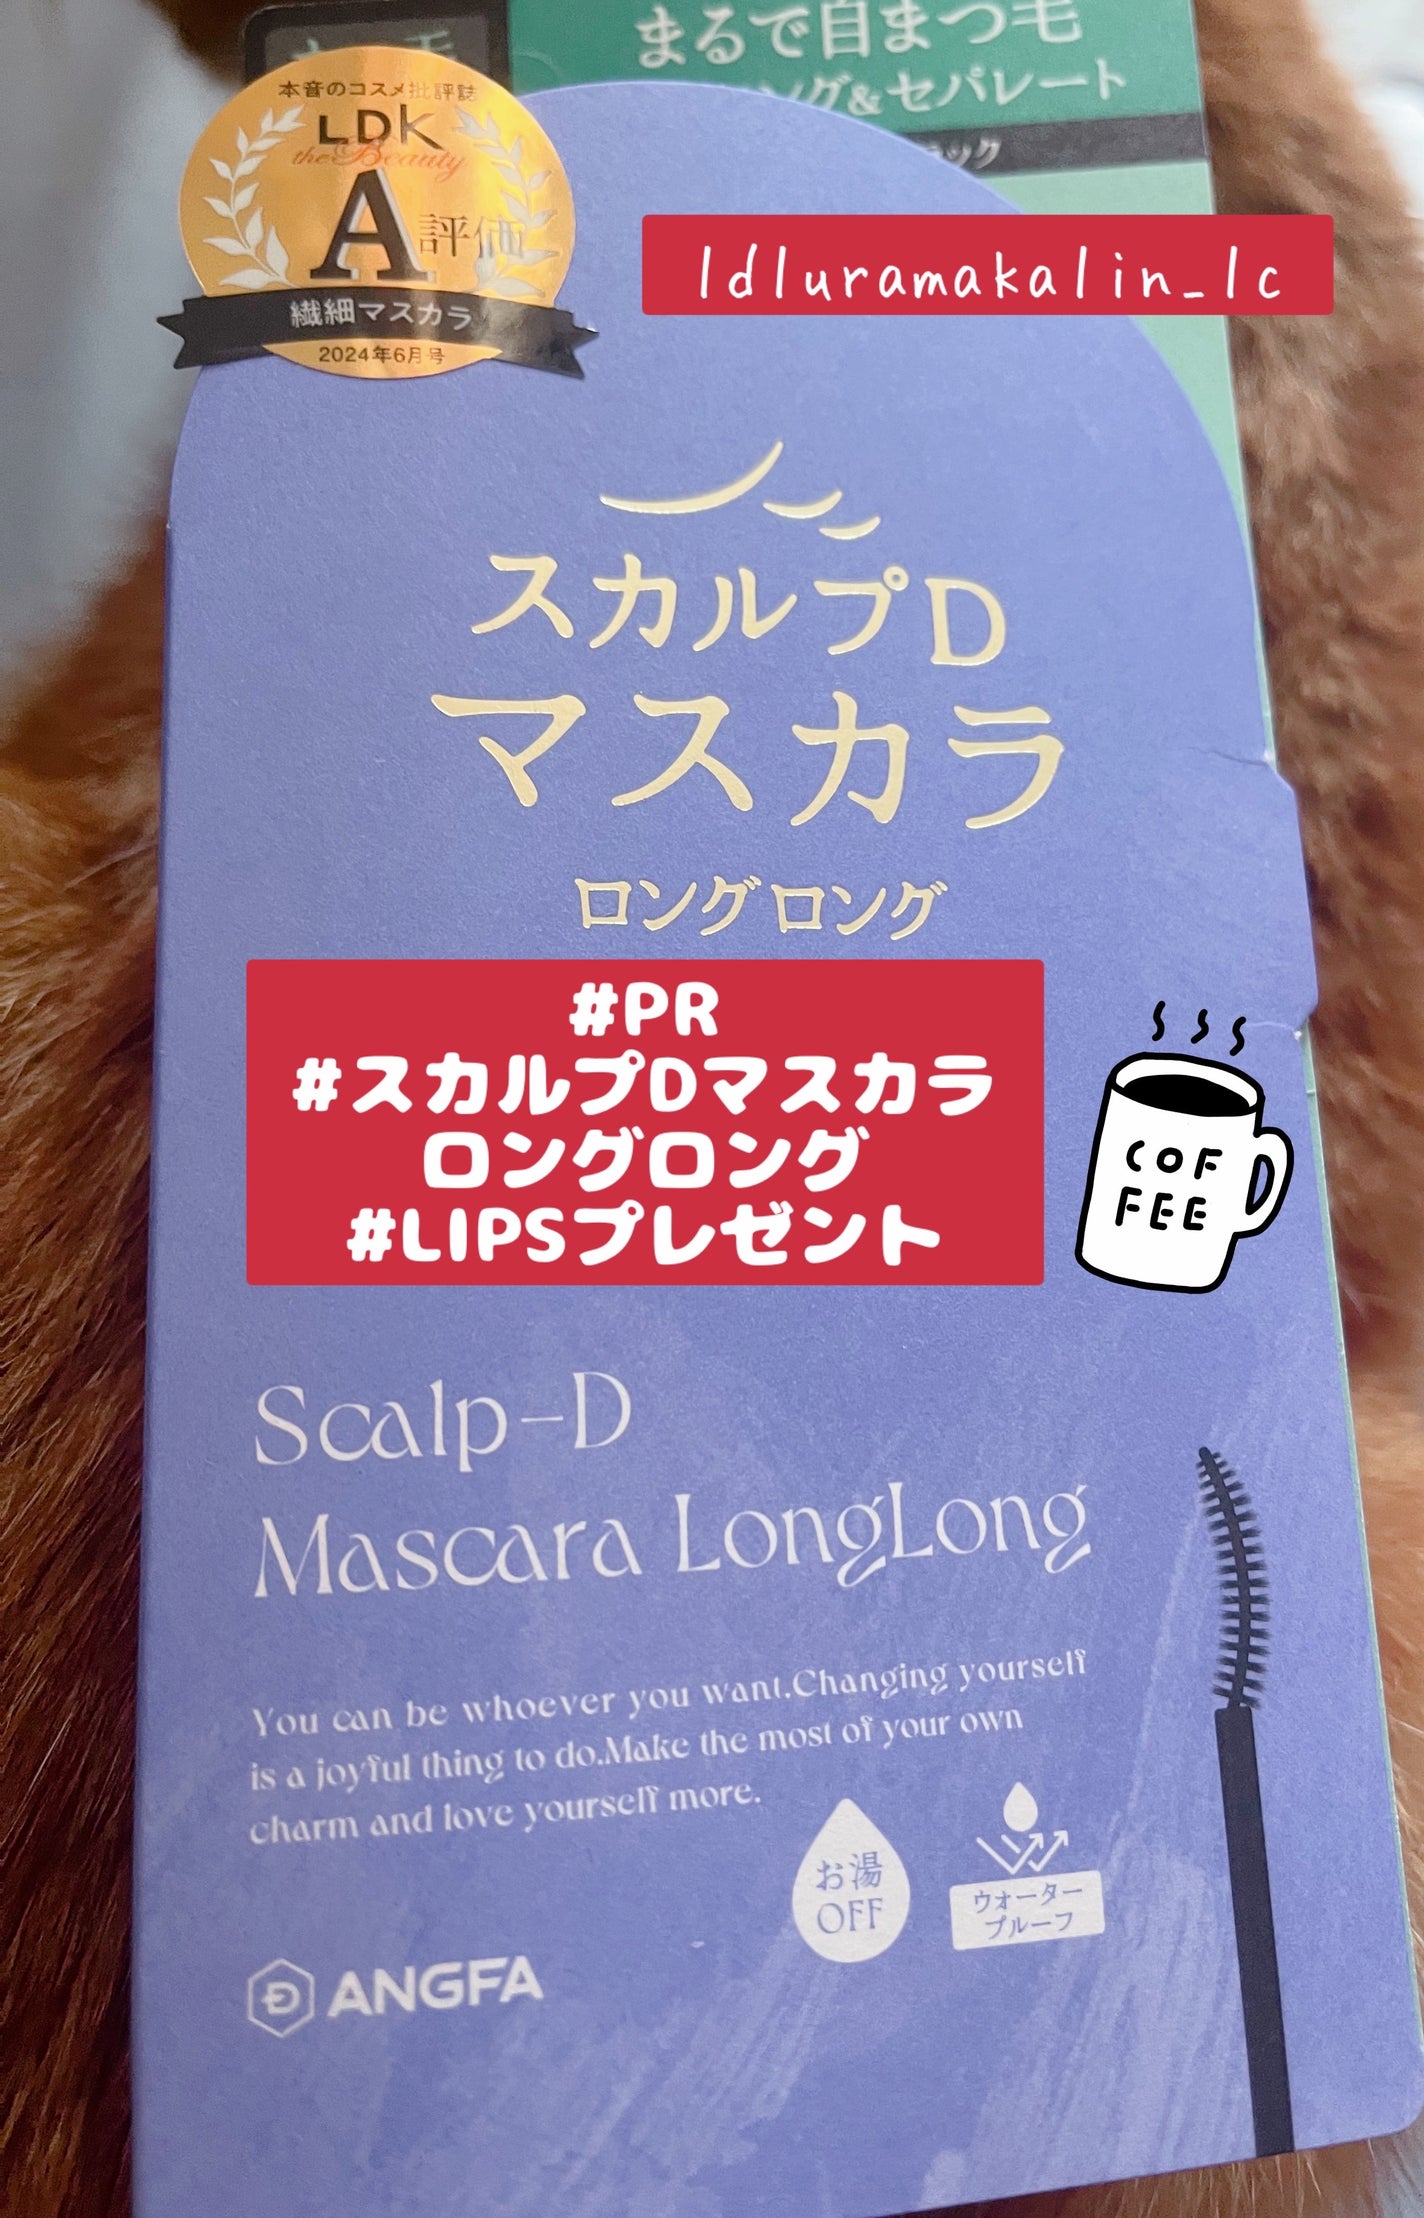 まるで自まつ毛
ング&セパレート
ック
本音のコスメ批評誌
LDK
the Beauty
A評価
繊細マスカラ
2024年6月号
ldluramakalin_lc
スカルプD
マスカラ
ロングロング
#PR
#スカルプDマスカラ
ロングロング
#LIPSプレゼント
COF
FEE
Scalp-D
Mascara LongLong
You can be whoever you want.Changing yourself
is a joyful thing to do.Make the most of your own
charm and love yourself more.
お湯
OFF
ウォーター
プルーフ
ANGFA